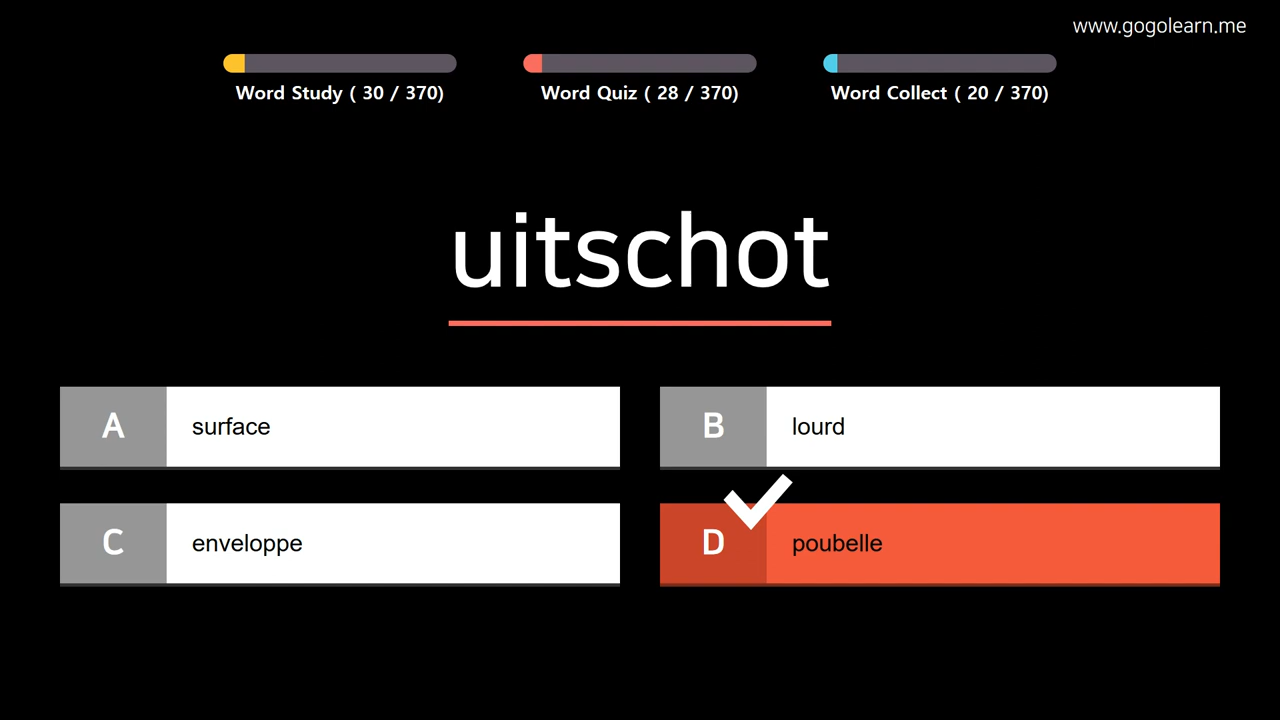 www.gogolearn.me
Word Study ( 30 / 370)
Word Quiz ( 28 / 370)
Word Collect ( 20 / 370)
uitschot
A surface
B lourd
C enveloppe
D poubelle